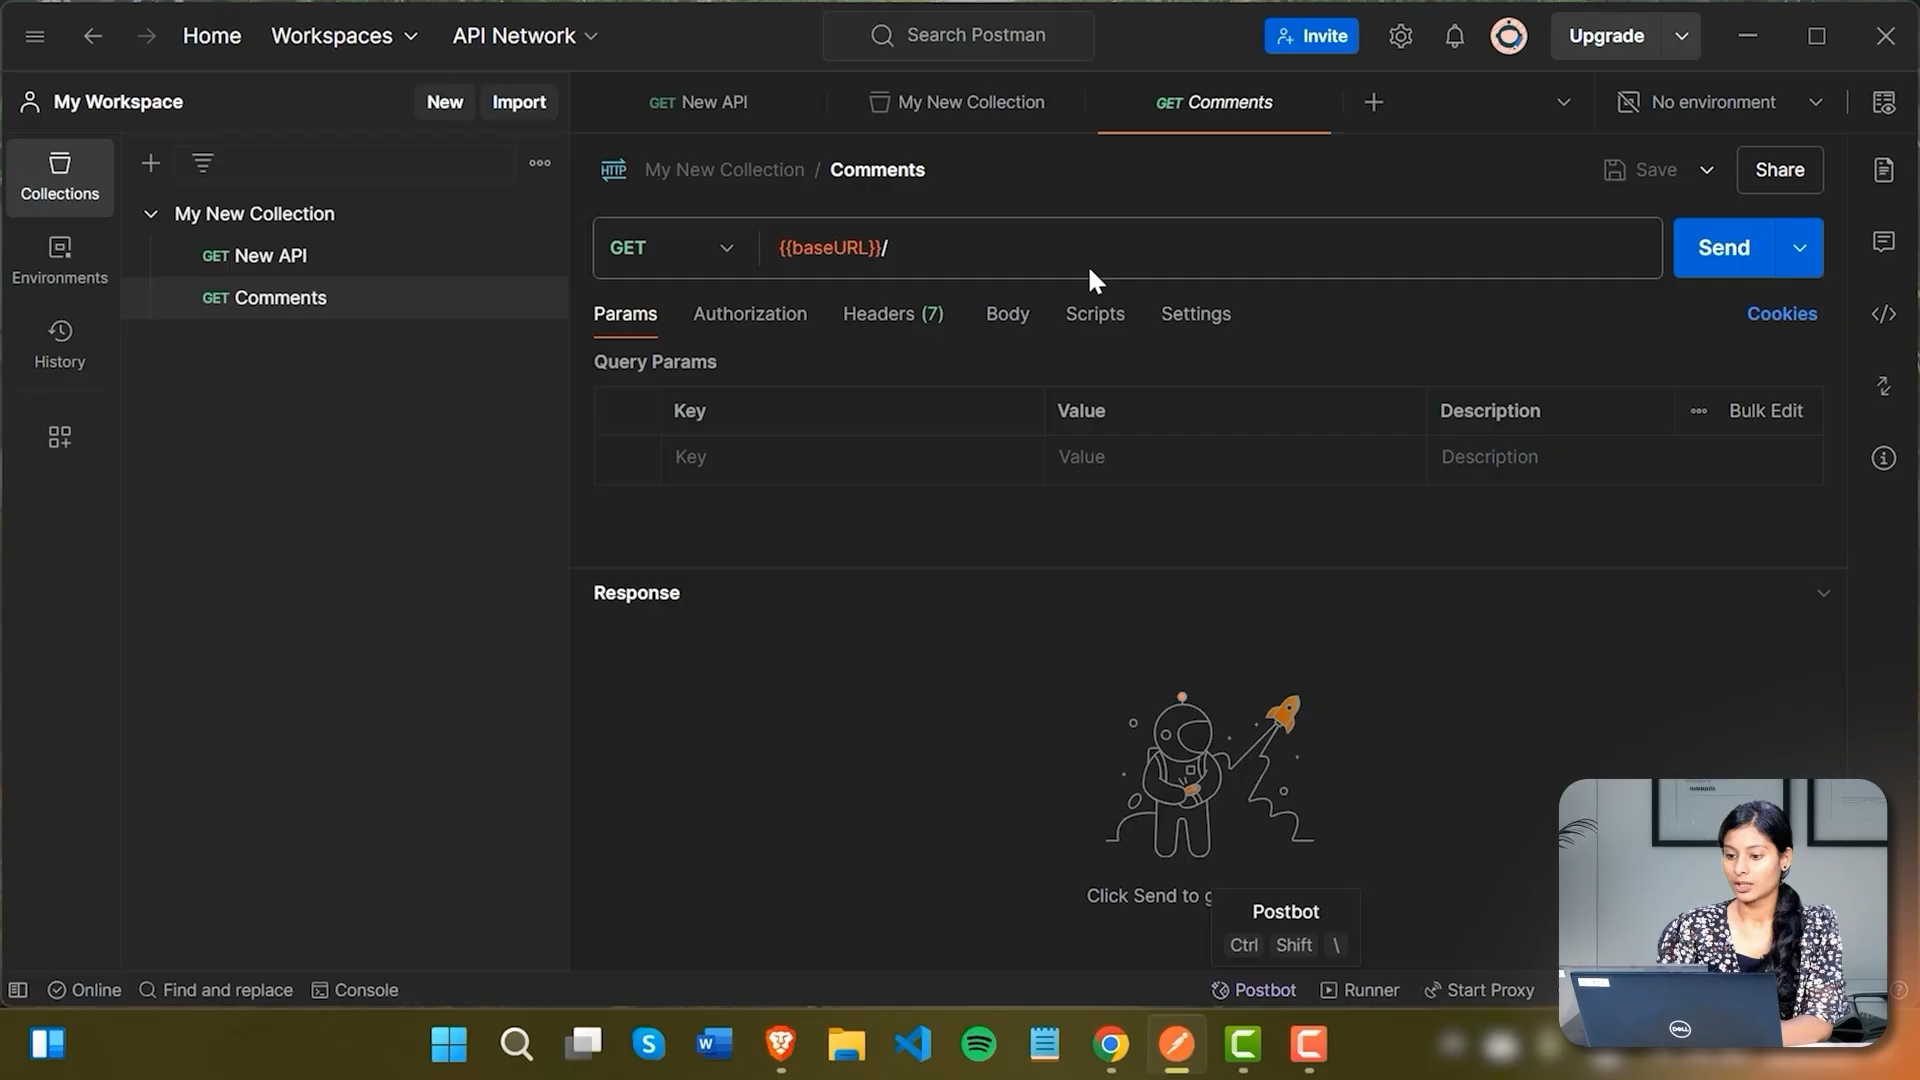 Home Workspaces API Network Search Postman Invite Upgrade
My Workspace New Import GET New API My New Collection GET Comments No environment
HTTP My New Collection / Comments Save Share
Collections
My New Collection
GET New API
GET Comments
Environments
History
GET {{baseURL}}/ Send
Params Authorization Headers (7) Body Scripts Settings Cookies
Query Params
Key Value Description Bulk Edit
Key Value Description
Response
Click Send to g
Postbot
Ctrl Shift \
Online Find and replace Console Postbot Runner Start Proxy
S W
DELL